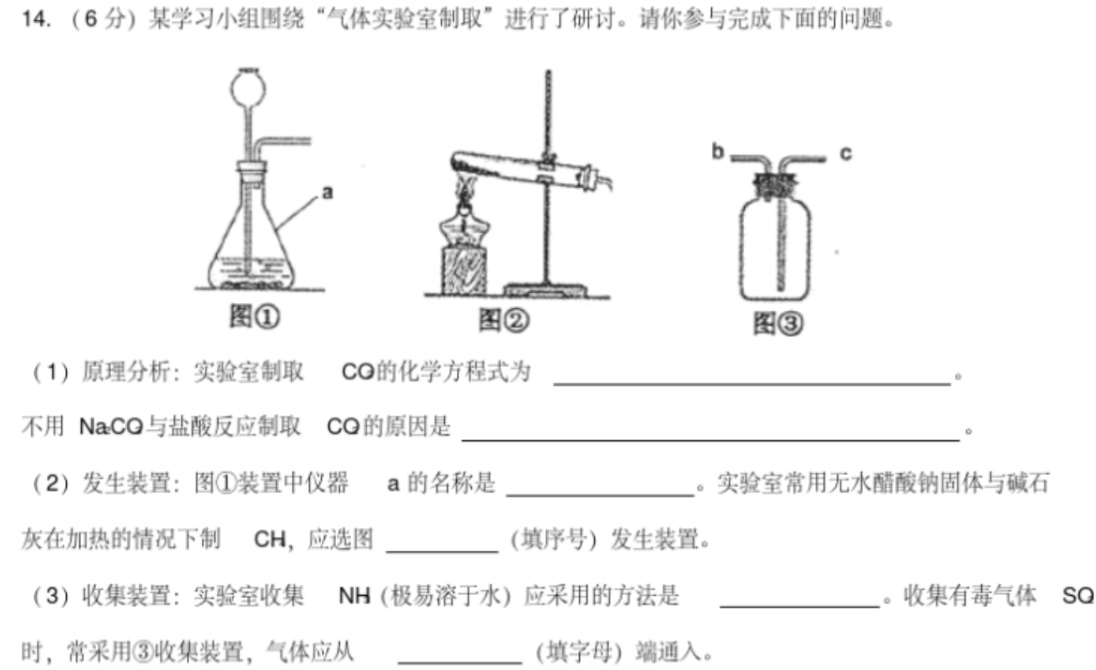 14. （6 分）某学习小组围绕“气体实验室制取”进行了研讨。请你参与完成下面的问题。
a
b
c
图①
图②
图③
（1）原理分析：实验室制取 CO的化学方程式为 ____________。
不用 Na2CO与盐酸反应制取 CO的原因是 ____________。
（2）发生装置：图①装置中仪器 a 的名称是 ____________。实验室常用无水醋酸钠固体与碱石
灰在加热的情况下制 CH，应选图 ________（填序号）发生装置。
（3）收集装置：实验室收集 NH（极易溶于水）应采用的方法是 ____________。收集有毒气体 SO
时，常采用③收集装置，气体应从 ________（填字母）端通入。